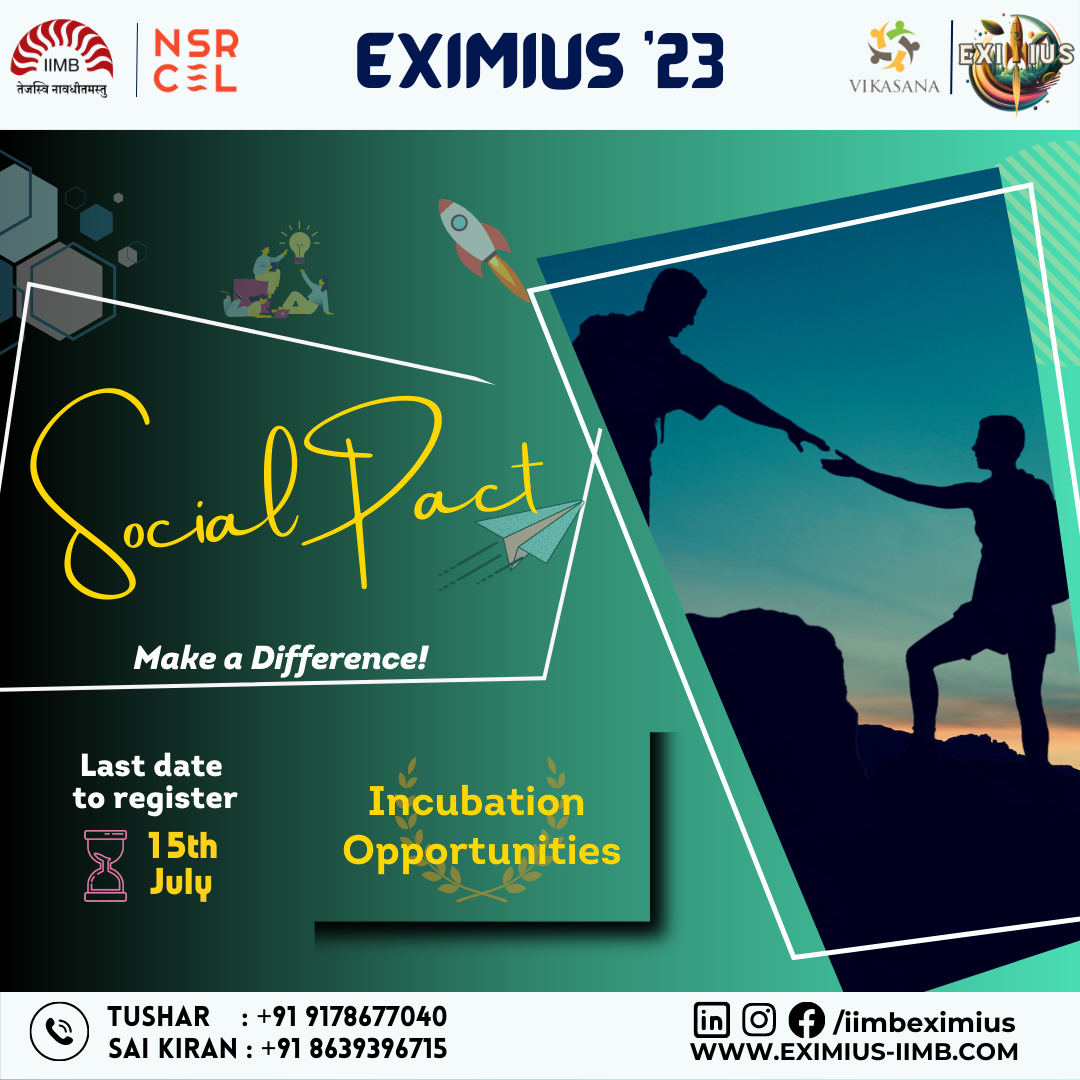 IIMB
तेजस्वि नावधीतमस्तु
NSR
CEL
EXIMIUS '23
VIKASANA
EXIMIUS
Social Pact
Make a Difference!
Last date
to register
15th
July
Incubation
Opportunities
TUSHAR : +91 9178677040
SAI KIRAN : +91 8639396715
/iimbeximius
WWW.EXIMIUS-IIMB.COM